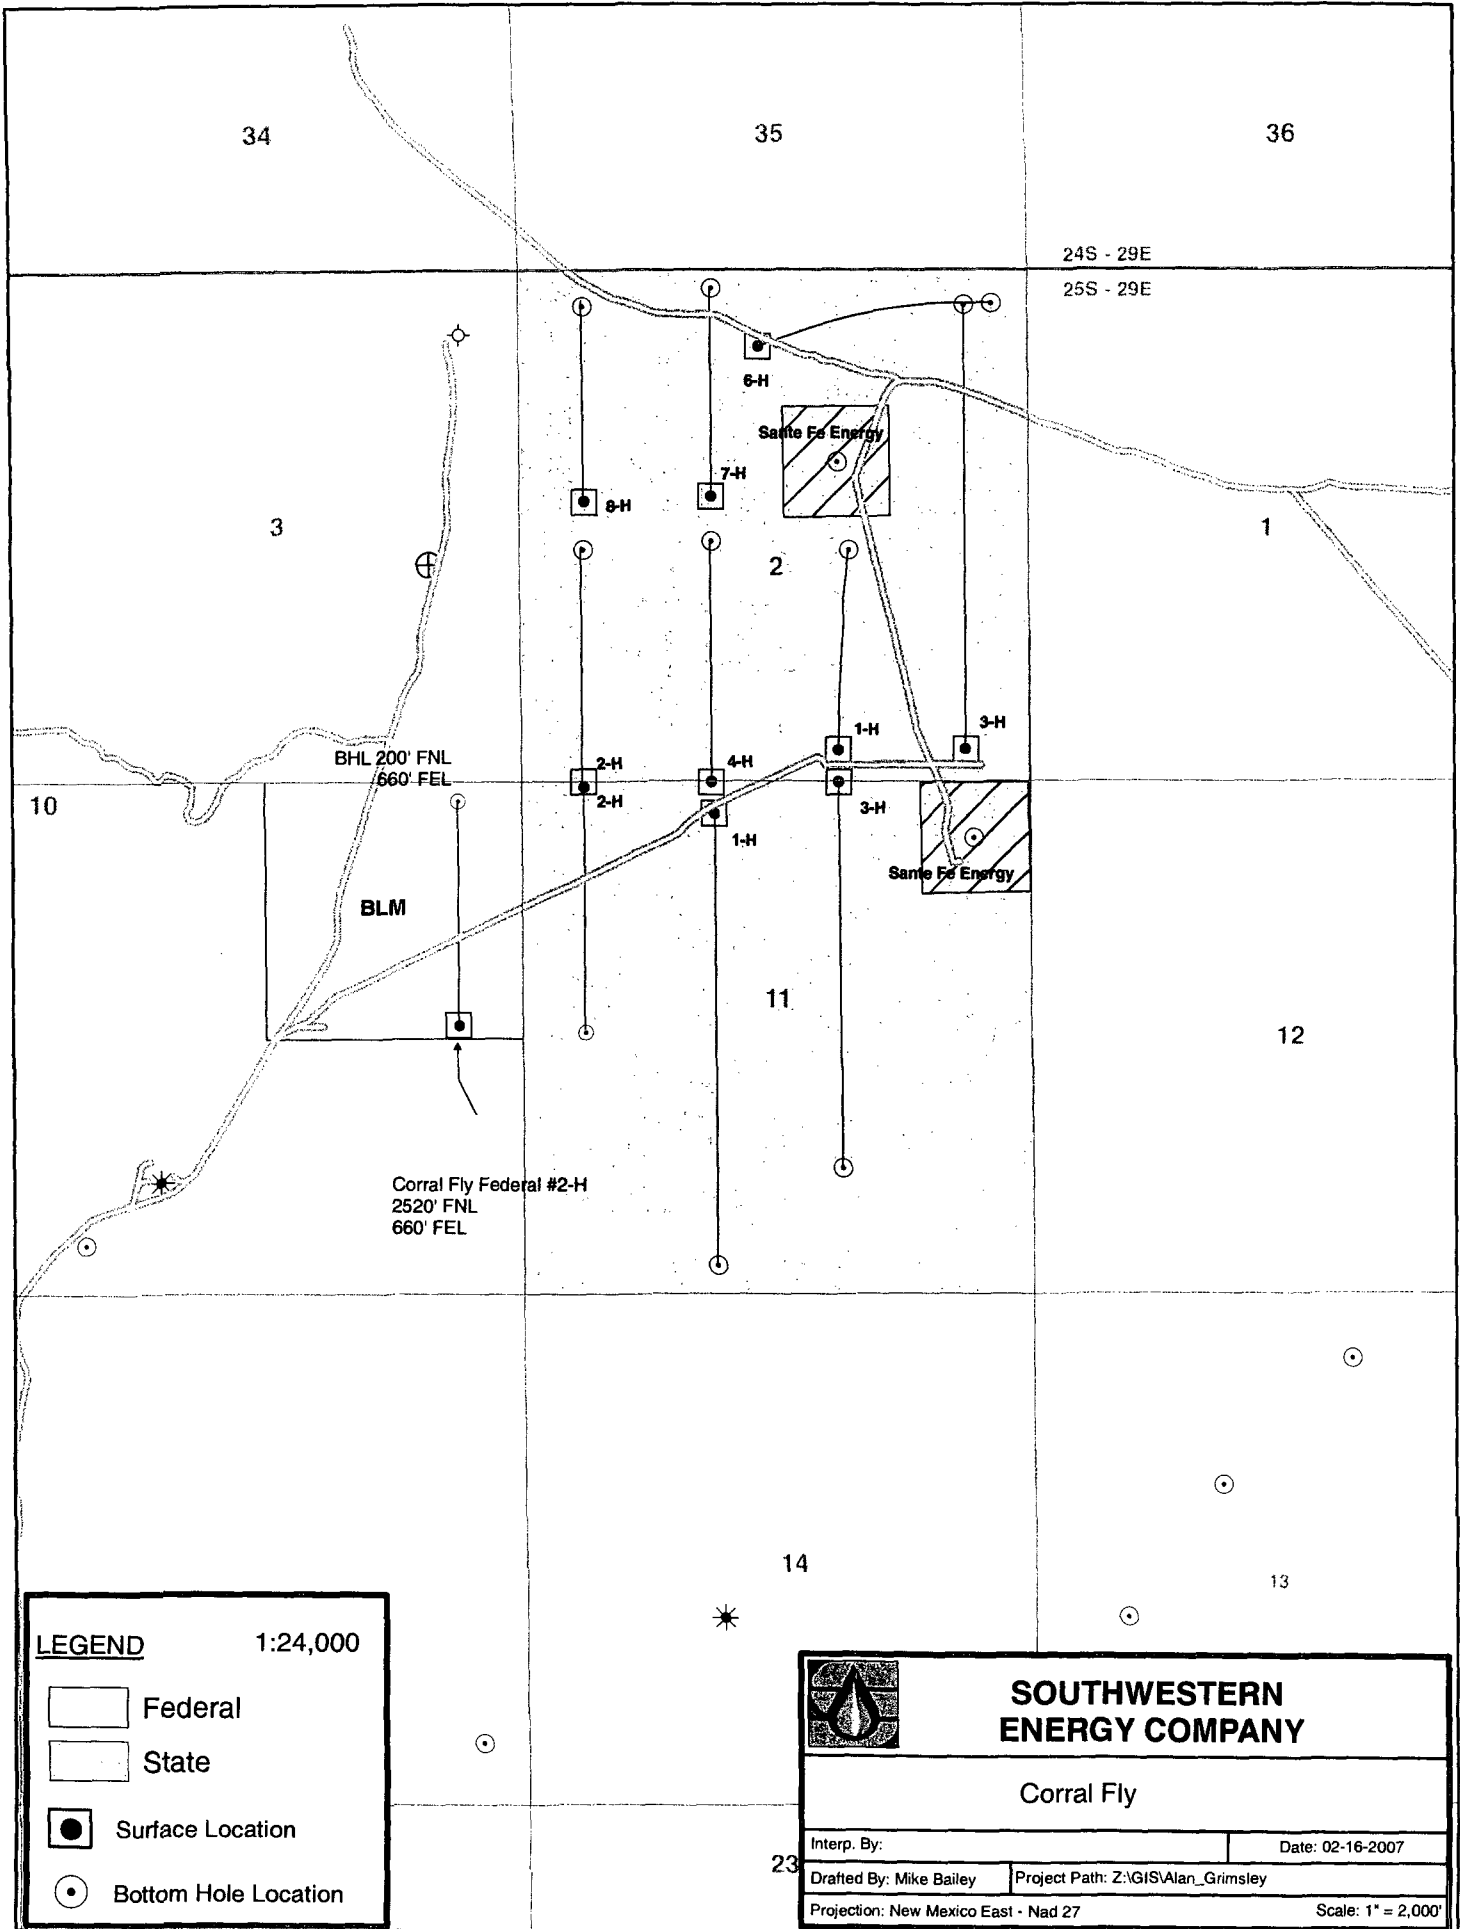 34
35
36
24S - 29E
25S - 29E
6-H
Sante Fe Energy
7-H
8-H
3
2
1
1-H
3-H
BHL 200' FNL
660' FEL
2-H
4-H
10
2-H
3-H
1-H
Sante Fe Energy
BLM
11
12
Corral Fly Federal #2-H
2520' FNL
660' FEL
14
13
23
LEGEND 1:24,000
Federal
State
Surface Location
Bottom Hole Location
SOUTHWESTERN
ENERGY COMPANY
Corral Fly
Interp. By: Date: 02-16-2007
Drafted By: Mike Bailey Project Path: Z:\GIS\Alan_Grimsley
Projection: New Mexico East - Nad 27 Scale: 1" = 2,000'